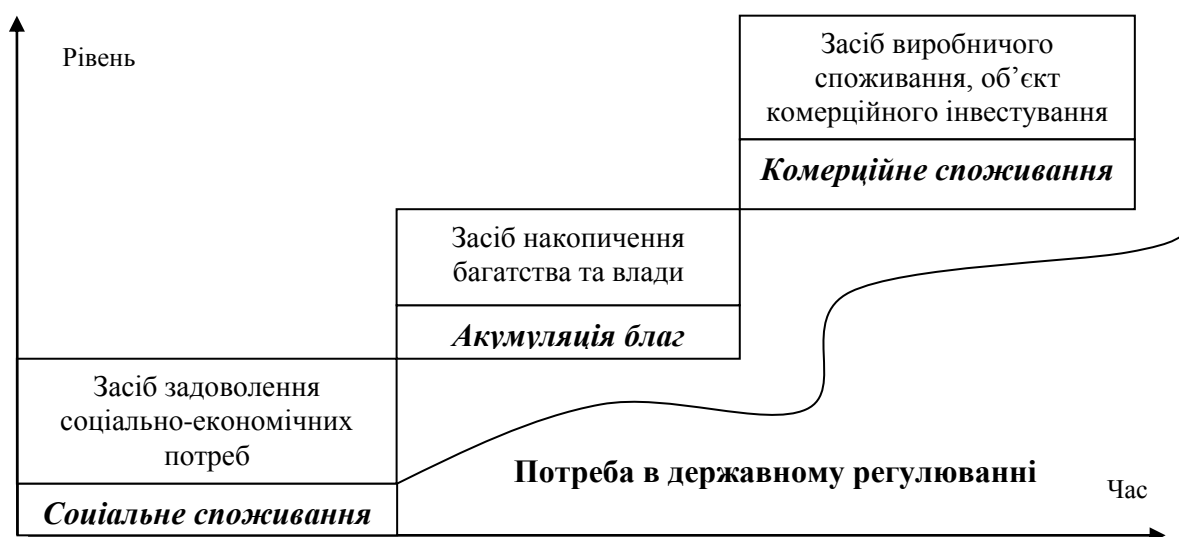 Рівень
Засіб виробничого
споживання, об’єкт
комерційного інвестування
Комерційне споживання
Засіб накопичення
багатства та влади
Акумуляція благ
Засіб задоволення
соціально-економічних
потреб
Соціальне споживання
Потреба в державному регулюванні
Час